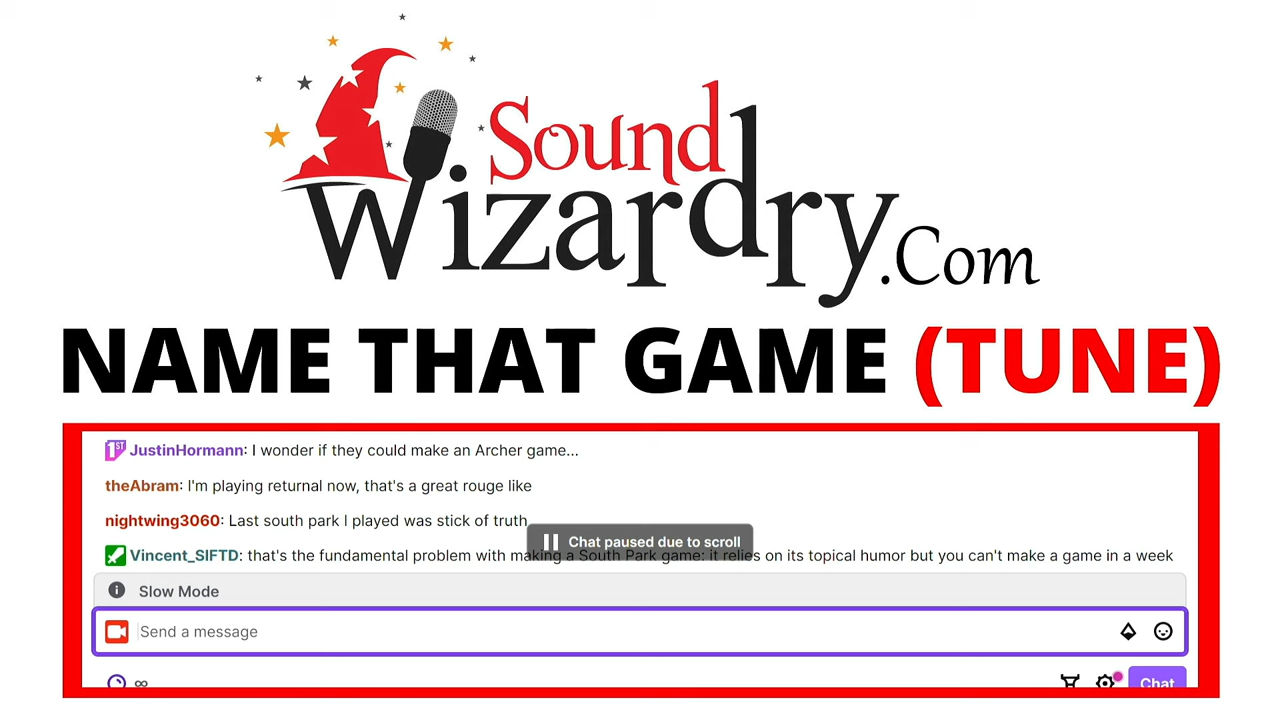 Sound
Wizardry.Com
NAME THAT GAME (TUNE)
1ST JustinHormann: I wonder if they could make an Archer game...
theAbram: I'm playing returnal now, that's a great rouge like
nightwing3060: Last south park I played was stick of truth
Chat paused due to scroll
Vincent_SIFTD: that's the fundamental problem with making a South Park game: it relies on its topical humor but you can't make a game in a week
Slow Mode
Send a message
∞
Chat